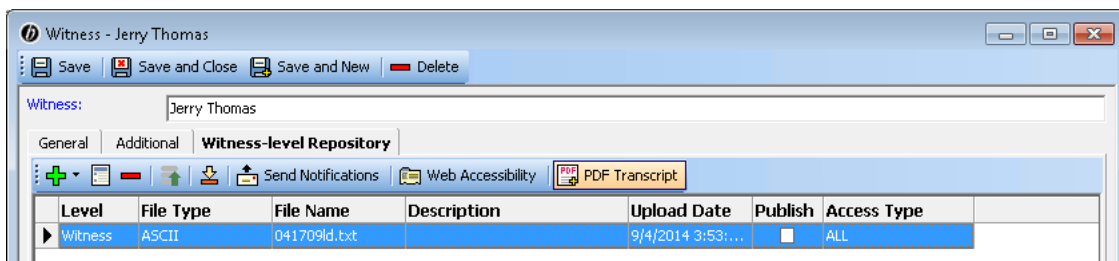 Witness - Jerry Thomas
Save Save and Close Save and New Delete
Witness: Jerry Thomas
General Additional Witness-level Repository
Send Notifications Web Accessibility PDF PDF Transcript
Level File Type File Name Description Upload Date Publish Access Type
Witness ASCII 041709ld.txt 9/4/2014 3:53:... ALL